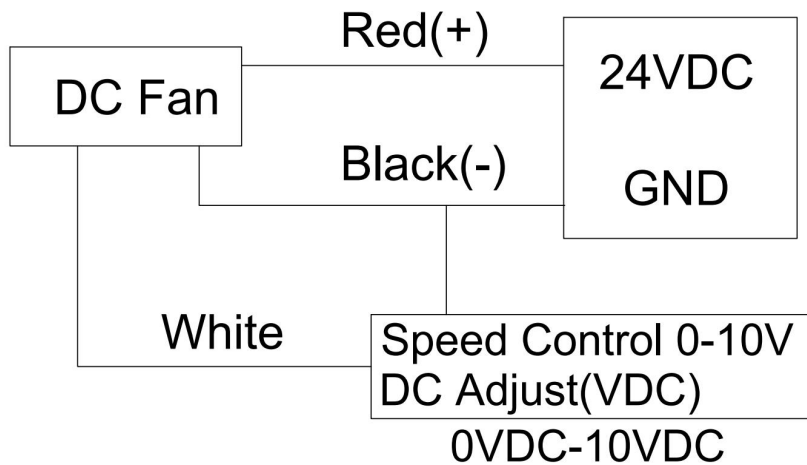 Red(+)
DC Fan
24VDC
Black(-)
GND
White
Speed Control 0-10V
DC Adjust(VDC)
0VDC-10VDC